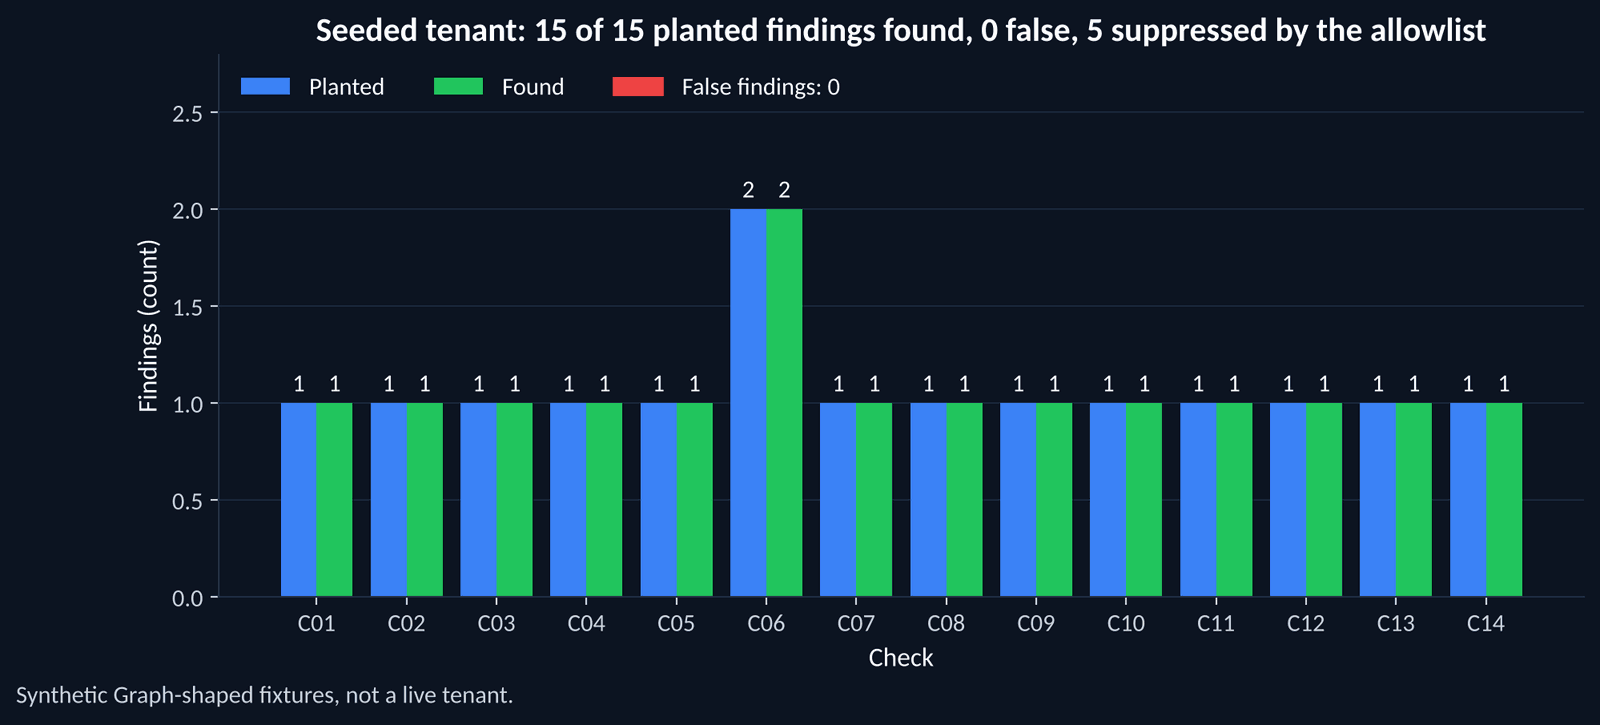 Seeded tenant: 15 of 15 planted findings found, 0 false, 5 suppressed by the allowlist
Planted Found False findings: 0
Findings (count)
2.5
2.0
1.5
1.0
0.5
0.0
2 2
1 1 1 1 1 1 1 1 1 1 1 1 1 1 1 1 1 1 1 1 1 1 1 1 1 1
C01 C02 C03 C04 C05 C06 C07 C08 C09 C10 C11 C12 C13 C14
Check
Synthetic Graph-shaped fixtures, not a live tenant.